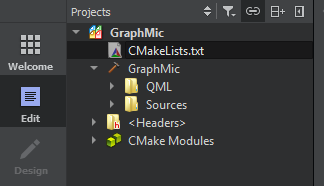 Projects
GraphMic
CMakeLists.txt
GraphMic
QML
Sources
<Headers>
CMake Modules
Welcome
Edit
Design